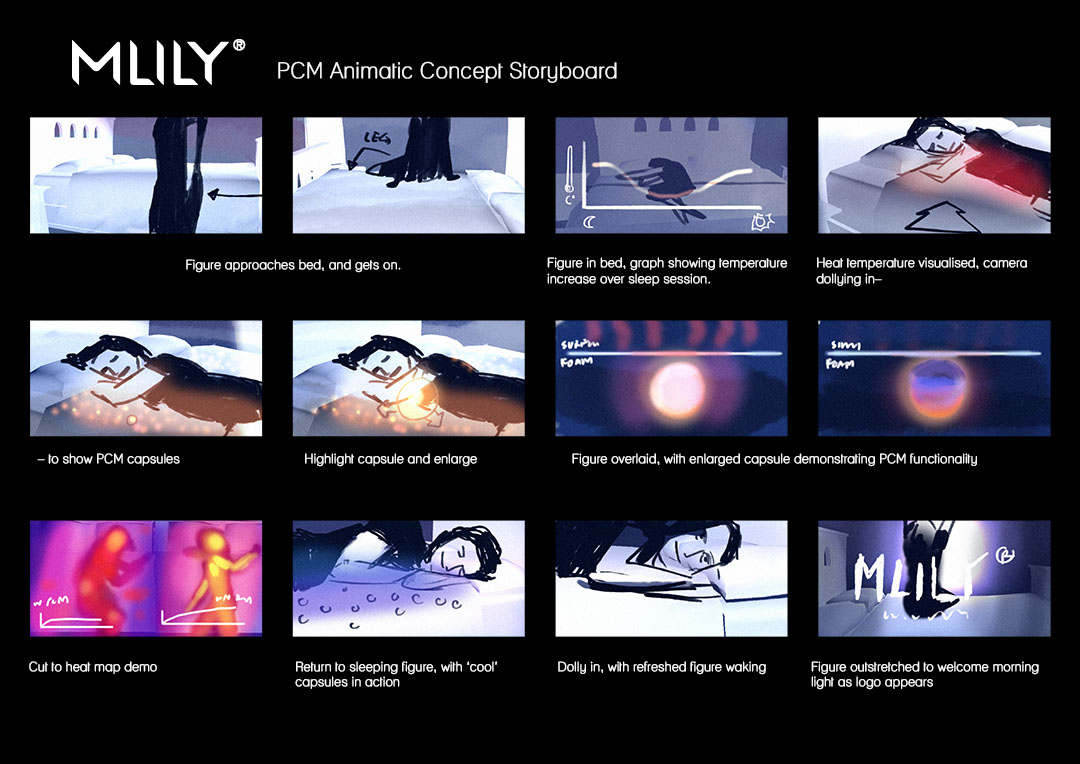 MLILY®
PCM Animatic Concept Storyboard
LEG
C°
Figure approaches bed, and gets on.
Figure in bed, graph showing temperature
increase over sleep session.
Heat temperature visualised, camera
dollying in–
FOAM
FOAM
– to show PCM capsules
Highlight capsule and enlarge
Figure overlaid, with enlarged capsule demonstrating PCM functionality
MLILY®
Cut to heat map demo
Return to sleeping figure, with ‘cool’
capsules in action
Dolly in, with refreshed figure waking
Figure outstretched to welcome morning
light as logo appears